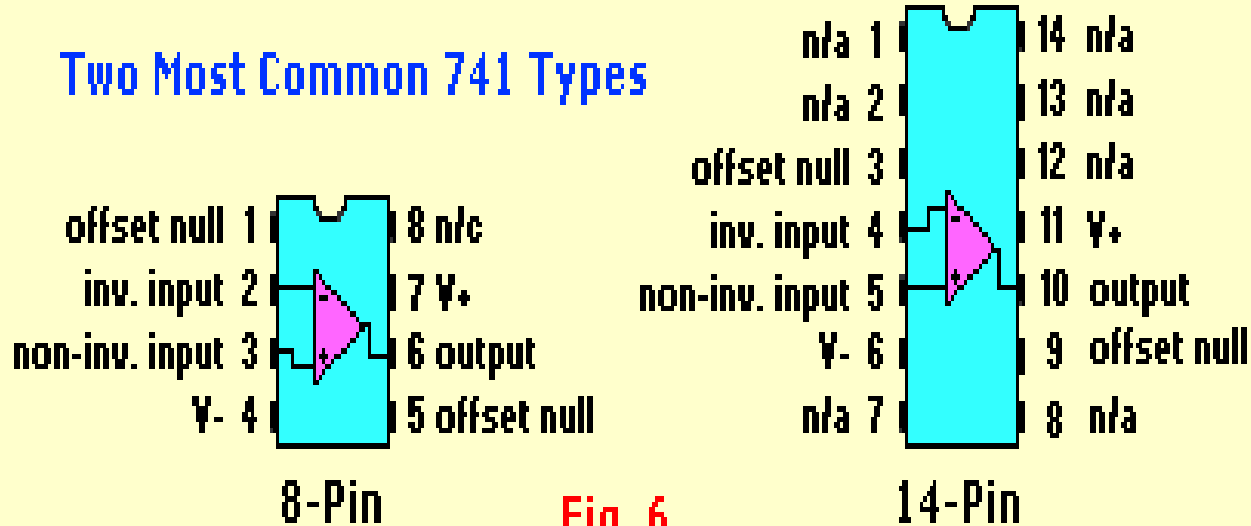 Two Most Common 741 Types
offset null 1
inv. input 2
non-inv. input 3
V- 4
8 n/c
7 V+
6 output
5 offset null
- +
8-Pin
n/a 1
n/a 2
offset null 3
inv. input 4
non-inv. input 5
V- 6
n/a 7
14 n/a
13 n/a
12 n/a
11 V+
10 output
9 offset null
8 n/a
- +
14-Pin
Fig. 6